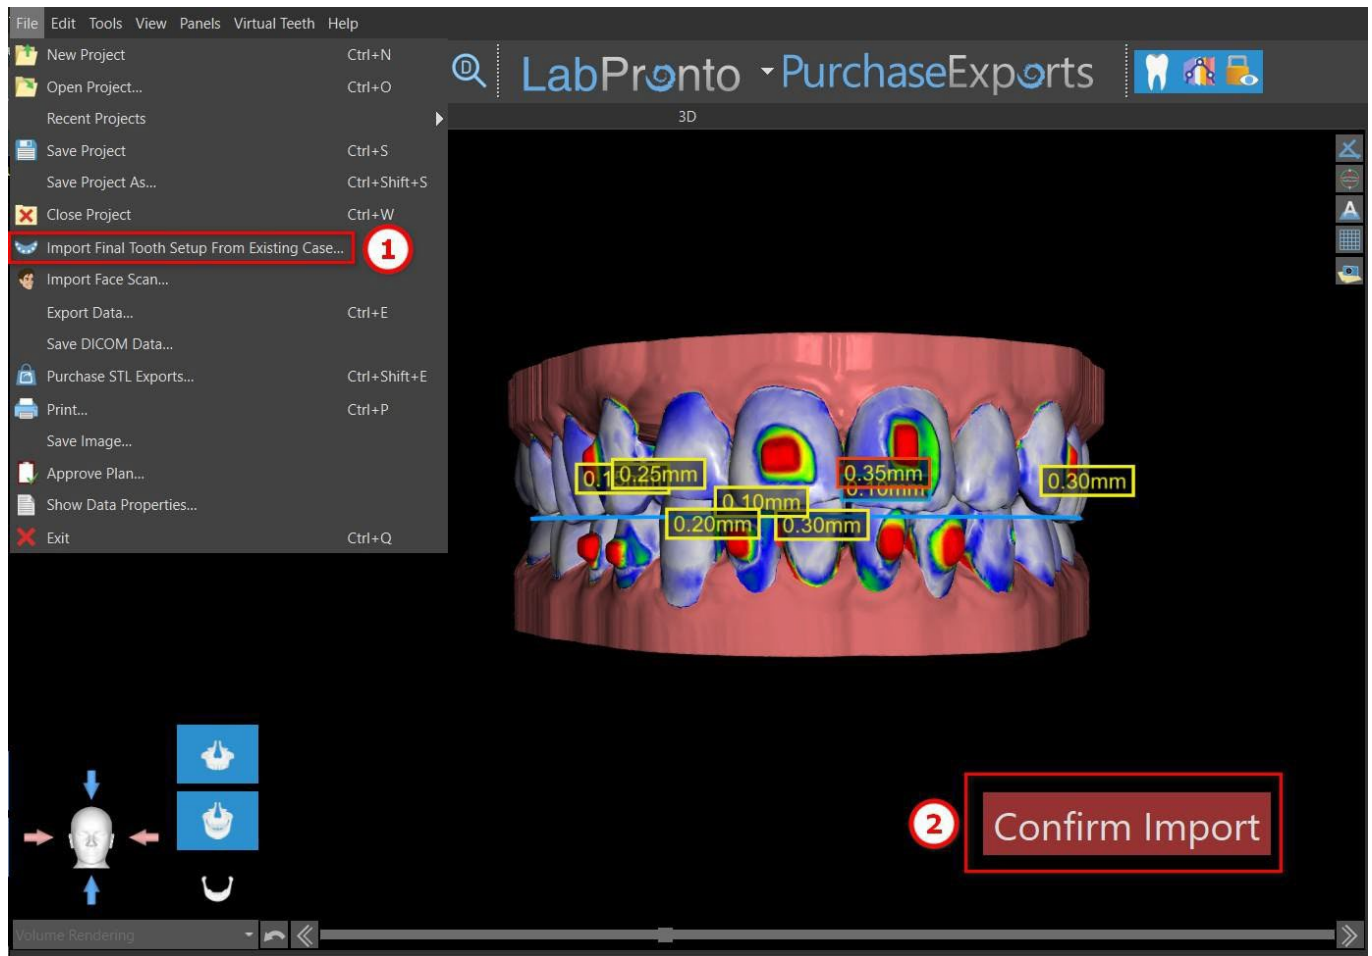 File Edit Tools View Panels Virtual Teeth Help
New Project Ctrl+N
Open Project... Ctrl+O
Recent Projects
Save Project Ctrl+S
Save Project As... Ctrl+Shift+S
Close Project Ctrl+W
Import Final Tooth Setup From Existing Case... 1
Import Face Scan...
Export Data... Ctrl+E
Save DICOM Data...
Purchase STL Exports... Ctrl+Shift+E
Print... Ctrl+P
Save Image...
Approve Plan...
Show Data Properties...
Exit Ctrl+Q
D LabPronto PurchaseExports
3D
A
0.25mm 0.35mm 0.30mm
0.10mm 0.10mm
0.20mm 0.30mm
2 Confirm Import
Volume Rendering